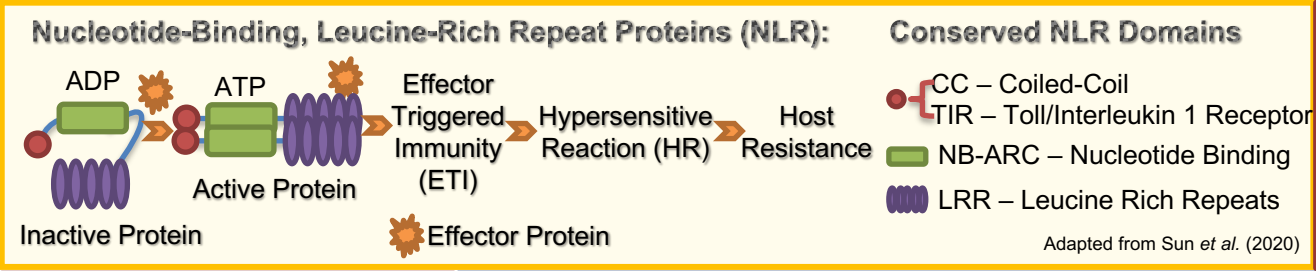 Nucleotide-Binding, Leucine-Rich Repeat Proteins (NLR):
ADP
ATP
Inactive Protein
Active Protein
Effector
Triggered
Immunity
(ETI)
Hypersensitive
Reaction (HR)
Host
Resistance
Effector Protein
Conserved NLR Domains
CC – Coiled-Coil
TIR – Toll/Interleukin 1 Receptor
NB-ARC – Nucleotide Binding
LRR – Leucine Rich Repeats
Adapted from Sun et al. (2020)